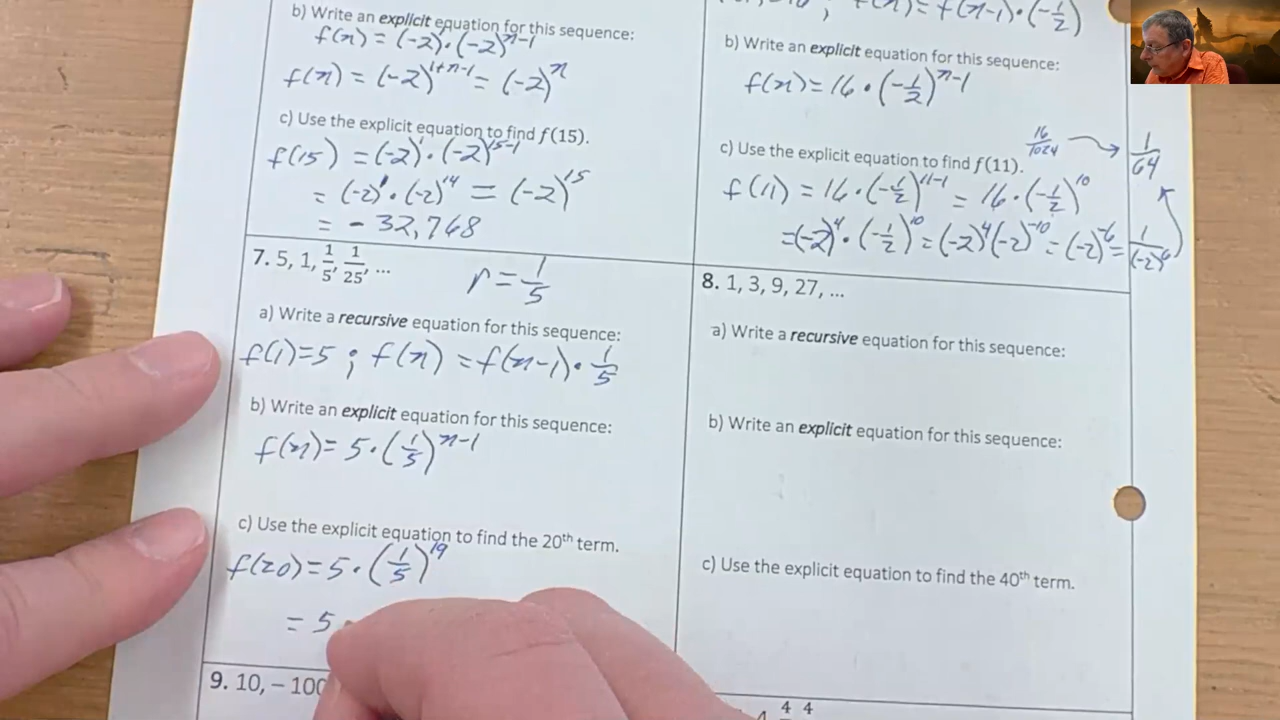 b) Write an explicit equation for this sequence:
f(n) = (-2)·(-2)^n-1
f(n) = (-2)^1+n-1 = (-2)^n
c) Use the explicit equation to find f(15).
f(15) = (-2)^1·(-2)^15-1
= (-2)^1·(-2)^14 = (-2)^15
= -32,768
; f(n) = f(n-1)·(-1/2)
b) Write an explicit equation for this sequence:
f(n) = 16·(-1/2)^n-1
c) Use the explicit equation to find f(11).
16/1024 → 1/64
f(11) = 16·(-1/2)^11-1 = 16·(-1/2)^10
= (-2)^4·(-1/2)^10 = (-2)^4(-2)^-10 = (-2)^-6 = 1/(-2)^6
7. 5, 1, 1/5, 1/25, ...
r = 1/5
a) Write a recursive equation for this sequence:
f(1)=5 ; f(n) = f(n-1)·1/5
b) Write an explicit equation for this sequence:
f(n) = 5·(1/5)^n-1
c) Use the explicit equation to find the 20th term.
f(20) = 5·(1/5)^19
= 5
8. 1, 3, 9, 27, ...
a) Write a recursive equation for this sequence:
b) Write an explicit equation for this sequence:
c) Use the explicit equation to find the 40th term.
9. 10, – 100
4 4